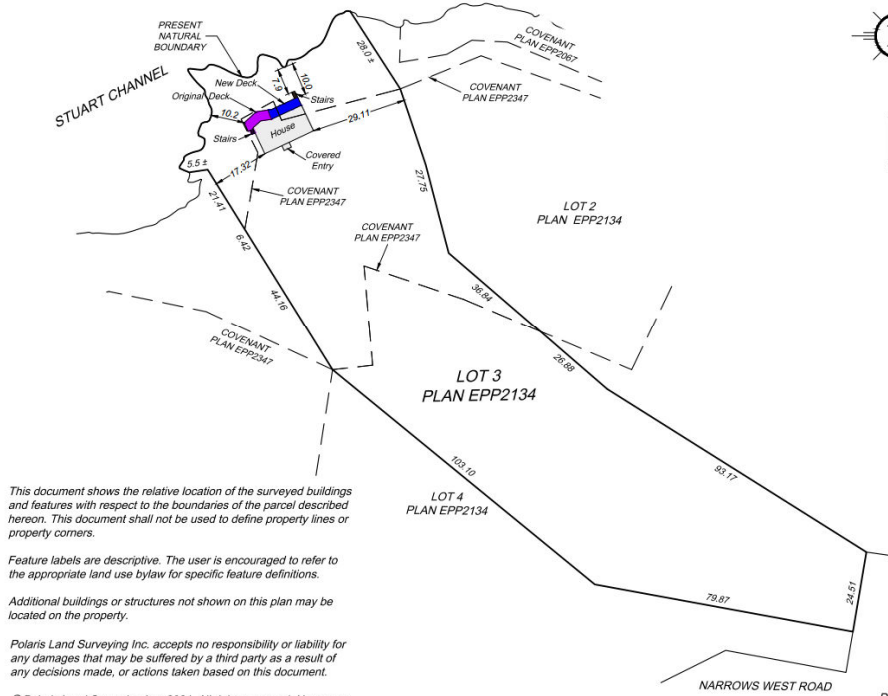 PRESENT
NATURAL
BOUNDARY
STUART CHANNEL
28.0 ±
COVENANT
PLAN EPP2067
COVENANT
PLAN EPP2347
New Deck
7.9
10.0
Original Deck
Stairs
10.2
House
29.11
Stairs
Covered
Entry
5.5 ±
17.32
COVENANT
PLAN EPP2347
21.41
27.75
LOT 2
PLAN EPP2134
6.42
COVENANT
PLAN EPP2347
44.16
36.84
COVENANT
PLAN EPP2347
26.88
LOT 3
PLAN EPP2134
103.10
93.17
LOT 4
PLAN EPP2134
24.51
79.87
NARROWS WEST ROAD
This document shows the relative location of the surveyed buildings
and features with respect to the boundaries of the parcel described
hereon. This document shall not be used to define property lines or
property corners.
Feature labels are descriptive. The user is encouraged to refer to
the appropriate land use bylaw for specific feature definitions.
Additional buildings or structures not shown on this plan may be
located on the property.
Polaris Land Surveying Inc. accepts no responsibility or liability for
any damages that may be suffered by a third party as a result of
any decisions made, or actions taken based on this document.